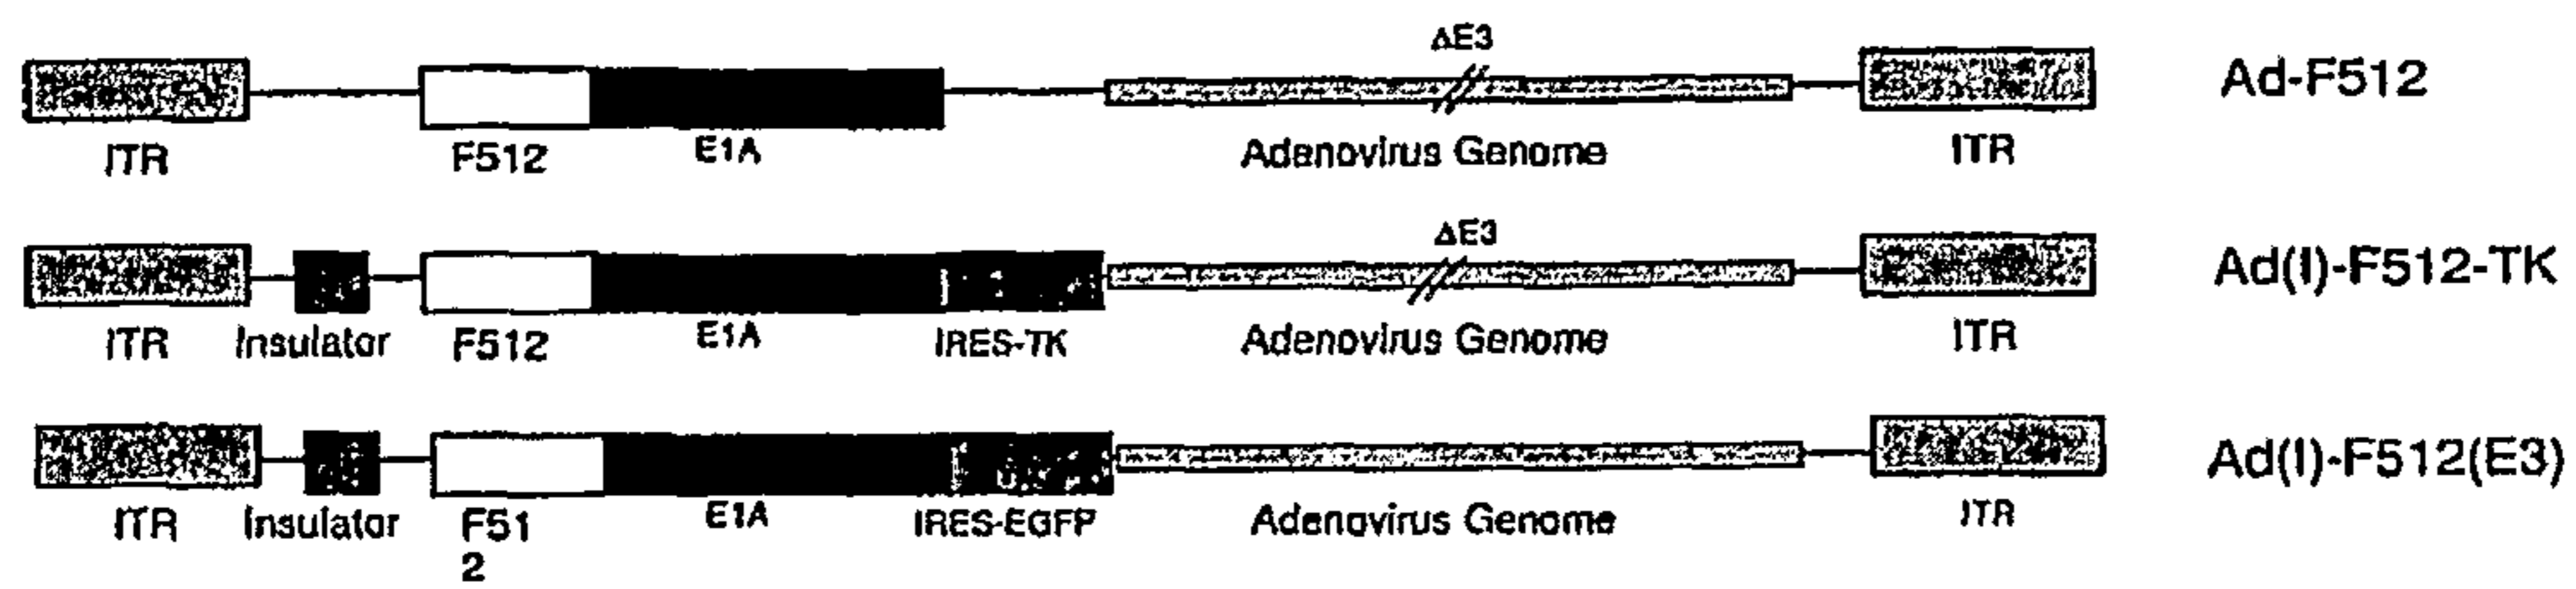 ΔE3
Ad-F512
ITR F512 E1A Adenovirus Genome ITR
ΔE3
Ad(I)-F512-TK
ITR Insulator F512 E1A IRES-TK Adenovirus Genome ITR
Ad(I)-F512(E3)
ITR Insulator F51 E1A IRES-EGFP Adenovirus Genome ITR
2